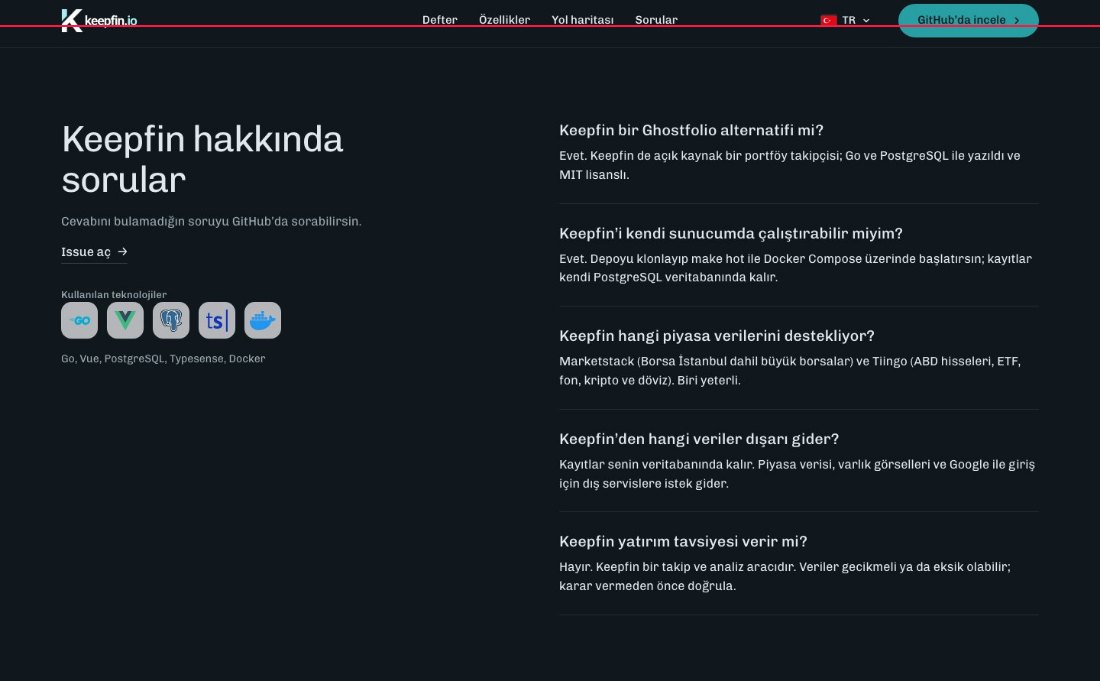 keepfin.io
Defter
Özellikler
Yol haritası
Sorular
TR
GitHub'da incele
Keepfin hakkında
sorular
Cevabını bulamadığın soruyu GitHub'da sorabilirsin.
Issue aç →
Kullanılan teknolojiler
GO
ts|
Go, Vue, PostgreSQL, Typesense, Docker
Keepfin bir Ghostfolio alternatifi mi?
Evet. Keepfin de açık kaynak bir portföy takipçisi; Go ve PostgreSQL ile yazıldı ve
MIT lisanslı.
Keepfin’i kendi sunucumda çalıştırabilir miyim?
Evet. Depoyu klonlayıp make hot ile Docker Compose üzerinde başlatırsın; kayıtlar
kendi PostgreSQL veritabanında kalır.
Keepfin hangi piyasa verilerini destekliyor?
Marketstack (Borsa İstanbul dahil büyük borsalar) ve Tiingo (ABD hisseleri, ETF,
fon, kripto ve döviz). Biri yeterli.
Keepfin’den hangi veriler dışarı gider?
Kayıtlar senin veritabanında kalır. Piyasa verisi, varlık görselleri ve Google ile giriş
için dış servislere istek gider.
Keepfin yatırım tavsiyesi verir mi?
Hayır. Keepfin bir takip ve analiz aracıdır. Veriler gecikmeli ya da eksik olabilir;
karar vermeden önce doğrula.